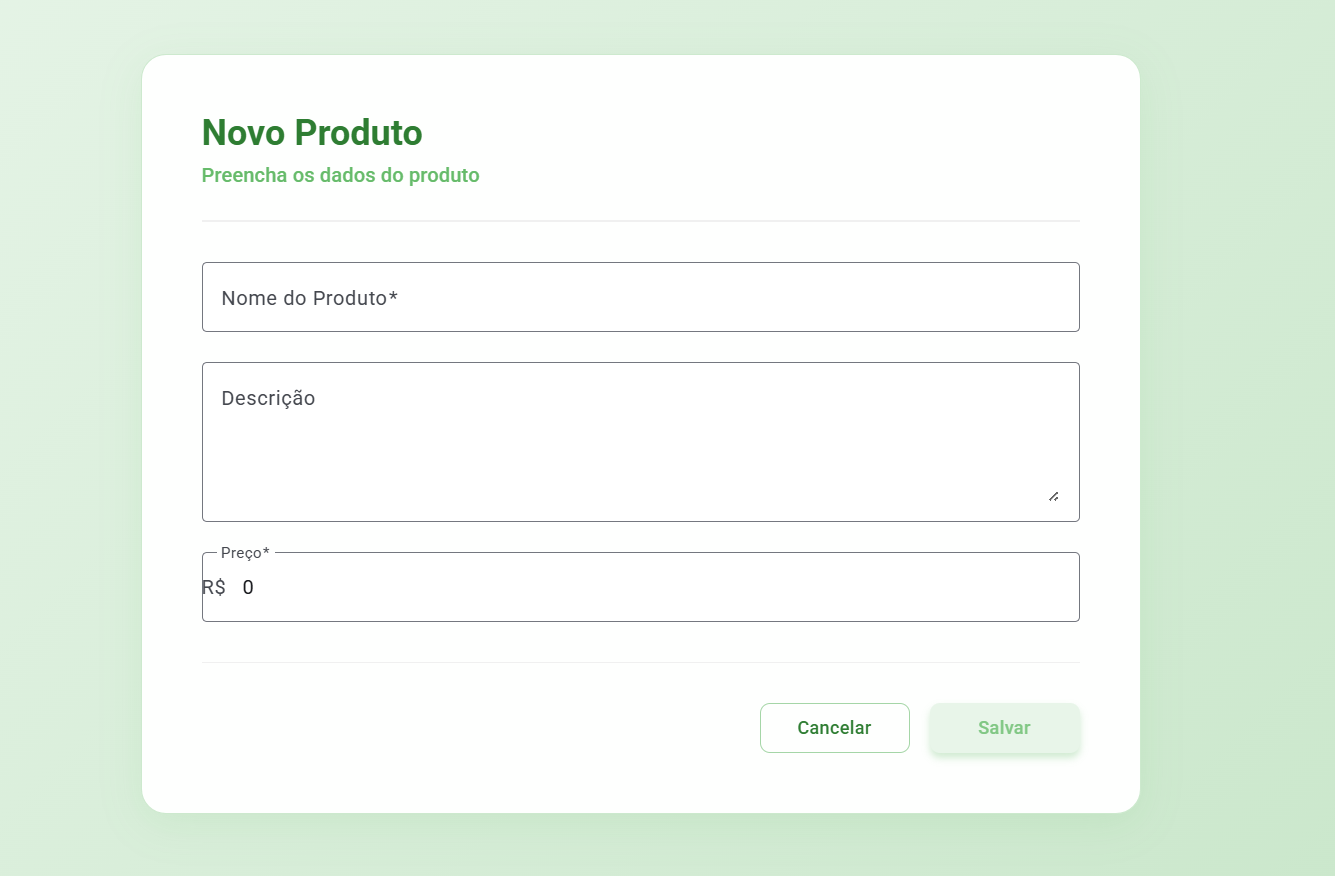 Novo Produto
Preencha os dados do produto
Nome do Produto*
Descrição
Preço*
R$ 0
Cancelar
Salvar